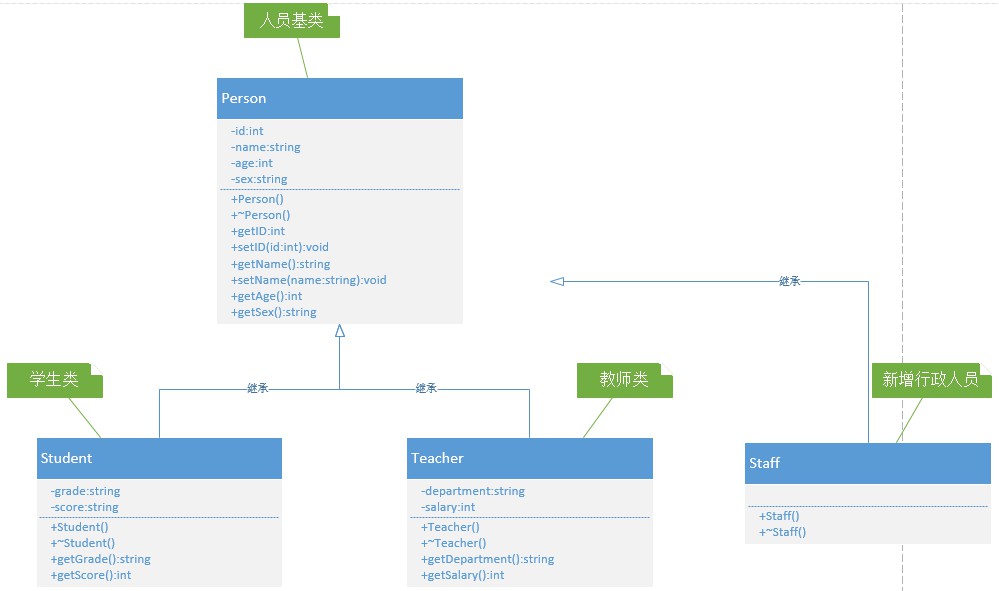 人员基类
Person
-id:int
-name:string
-age:int
-sex:string
+Person()
+~Person()
+getID:int
+setID(id:int):void
+getName():string
+setName(name:string):void
+getAge():int
+getSex():string
继承
继承
继承
学生类
Student
-grade:string
-score:string
+Student()
+~Student()
+getGrade():string
+getScore():int
教师类
Teacher
-department:string
-salary:int
+Teacher()
+~Teacher()
+getDepartment():string
+getSalary():int
新增行政人员
Staff
+Staff()
+~Staff()